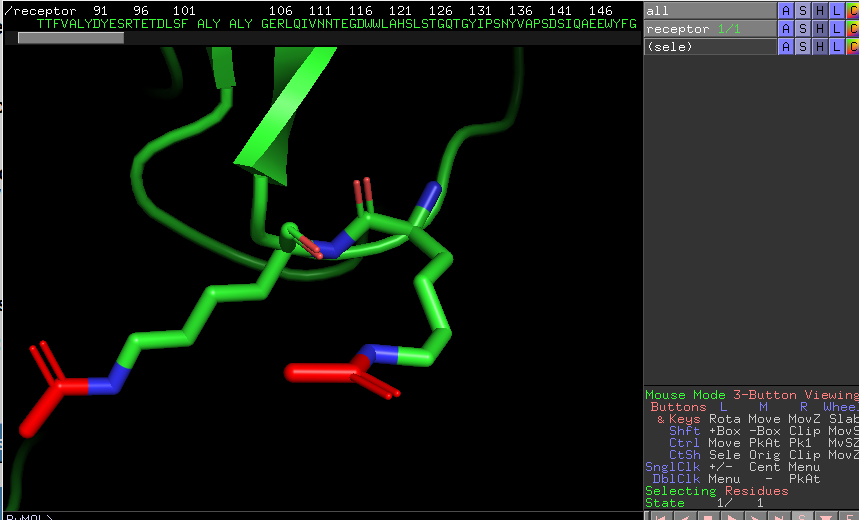 /receptor 91 96 101 106 111 116 121 126 131 136 141 146
TTFVALYDYESRTETDLSF ALY ALY GERLQIVNNTEGDWWLAHSLSTGQTGYIPSNYVAPSDSIQAEEWYFG
all A S H L C
receptor 1/1 A S H L C
(sele) A S H L C
Mouse Mode 3-Button Viewing
Buttons L M R Wheel
& Keys Rota Move MovZ Slab
Shft +Box -Box Clip MovS
Ctrl Move PkAt Pk1 MvSZ
CtSh Sele Orig Clip MovZ
SnglClk +/- Cent Menu
DblClk Menu - PkAt
Selecting Residues
State 1/ 1
PyMOL>
S F